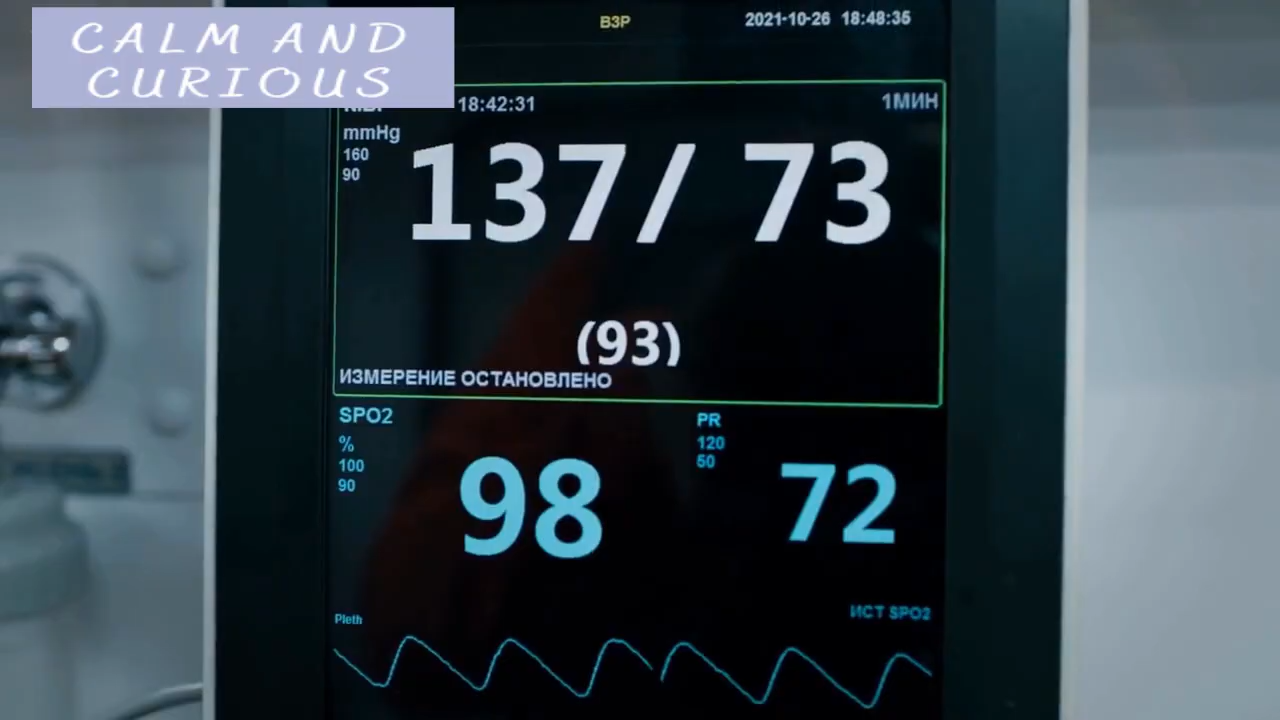 CALM AND
CURIOUS
ВЗР
2021-10-26 18:48:35
18:42:31
1МИН
mmHg
160
90
137/ 73
(93)
ИЗМЕРЕНИЕ ОСТАНОВЛЕНО
SPO2
%
100
90
98
PR
120
50
72
Pleth
ИСТ SPO2